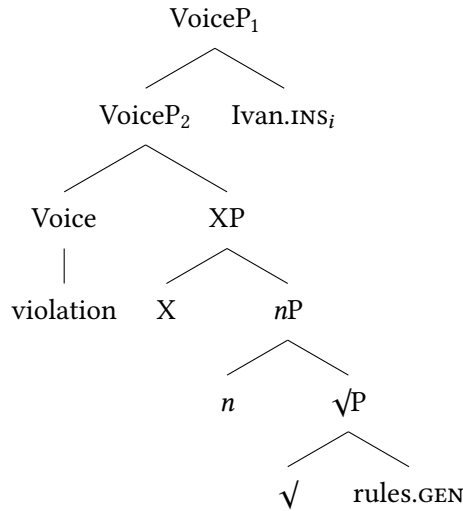 VoiceP₁
VoiceP₂ Ivan.INSᵢ
Voice XP
violation X nP
n √P
√ rules.GEN